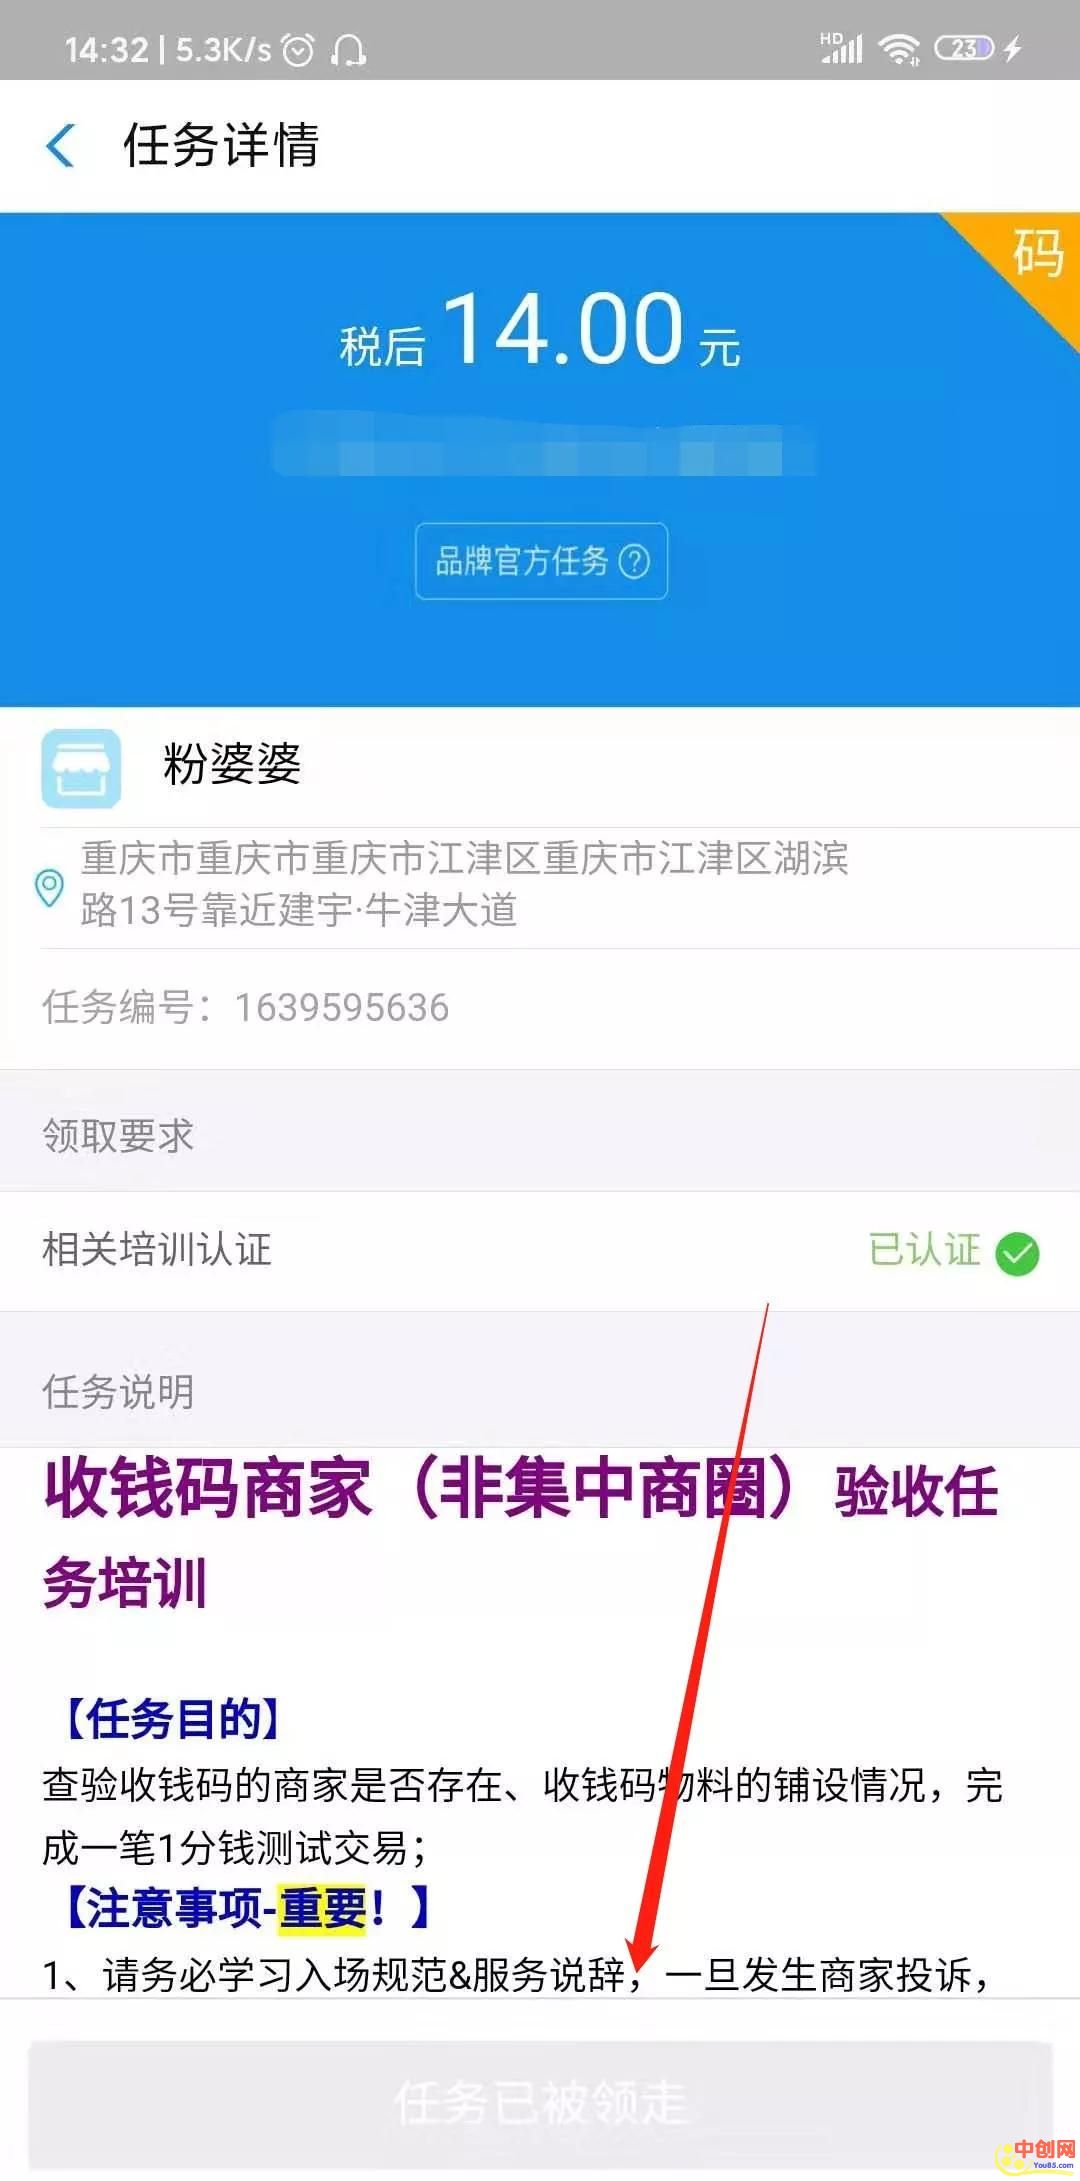 14:32 | 5.3K/s
HD
23
任务详情
码
税后 14.00 元
品牌官方任务 ?
粉婆婆
重庆市重庆市重庆市江津区重庆市江津区湖滨
路13号靠近建宇·牛津大道
任务编号：1639595636
领取要求
相关培训认证
已认证
任务说明
收钱码商家（非集中商圈）验收任
务培训
【任务目的】
查验收钱码的商家是否存在、收钱码物料的铺设情况，完
成一笔1分钱测试交易；
【注意事项-重要！】
1、请务必学习入场规范&服务说辞，一旦发生商家投诉，
任务已被领走
中创网
You85.com